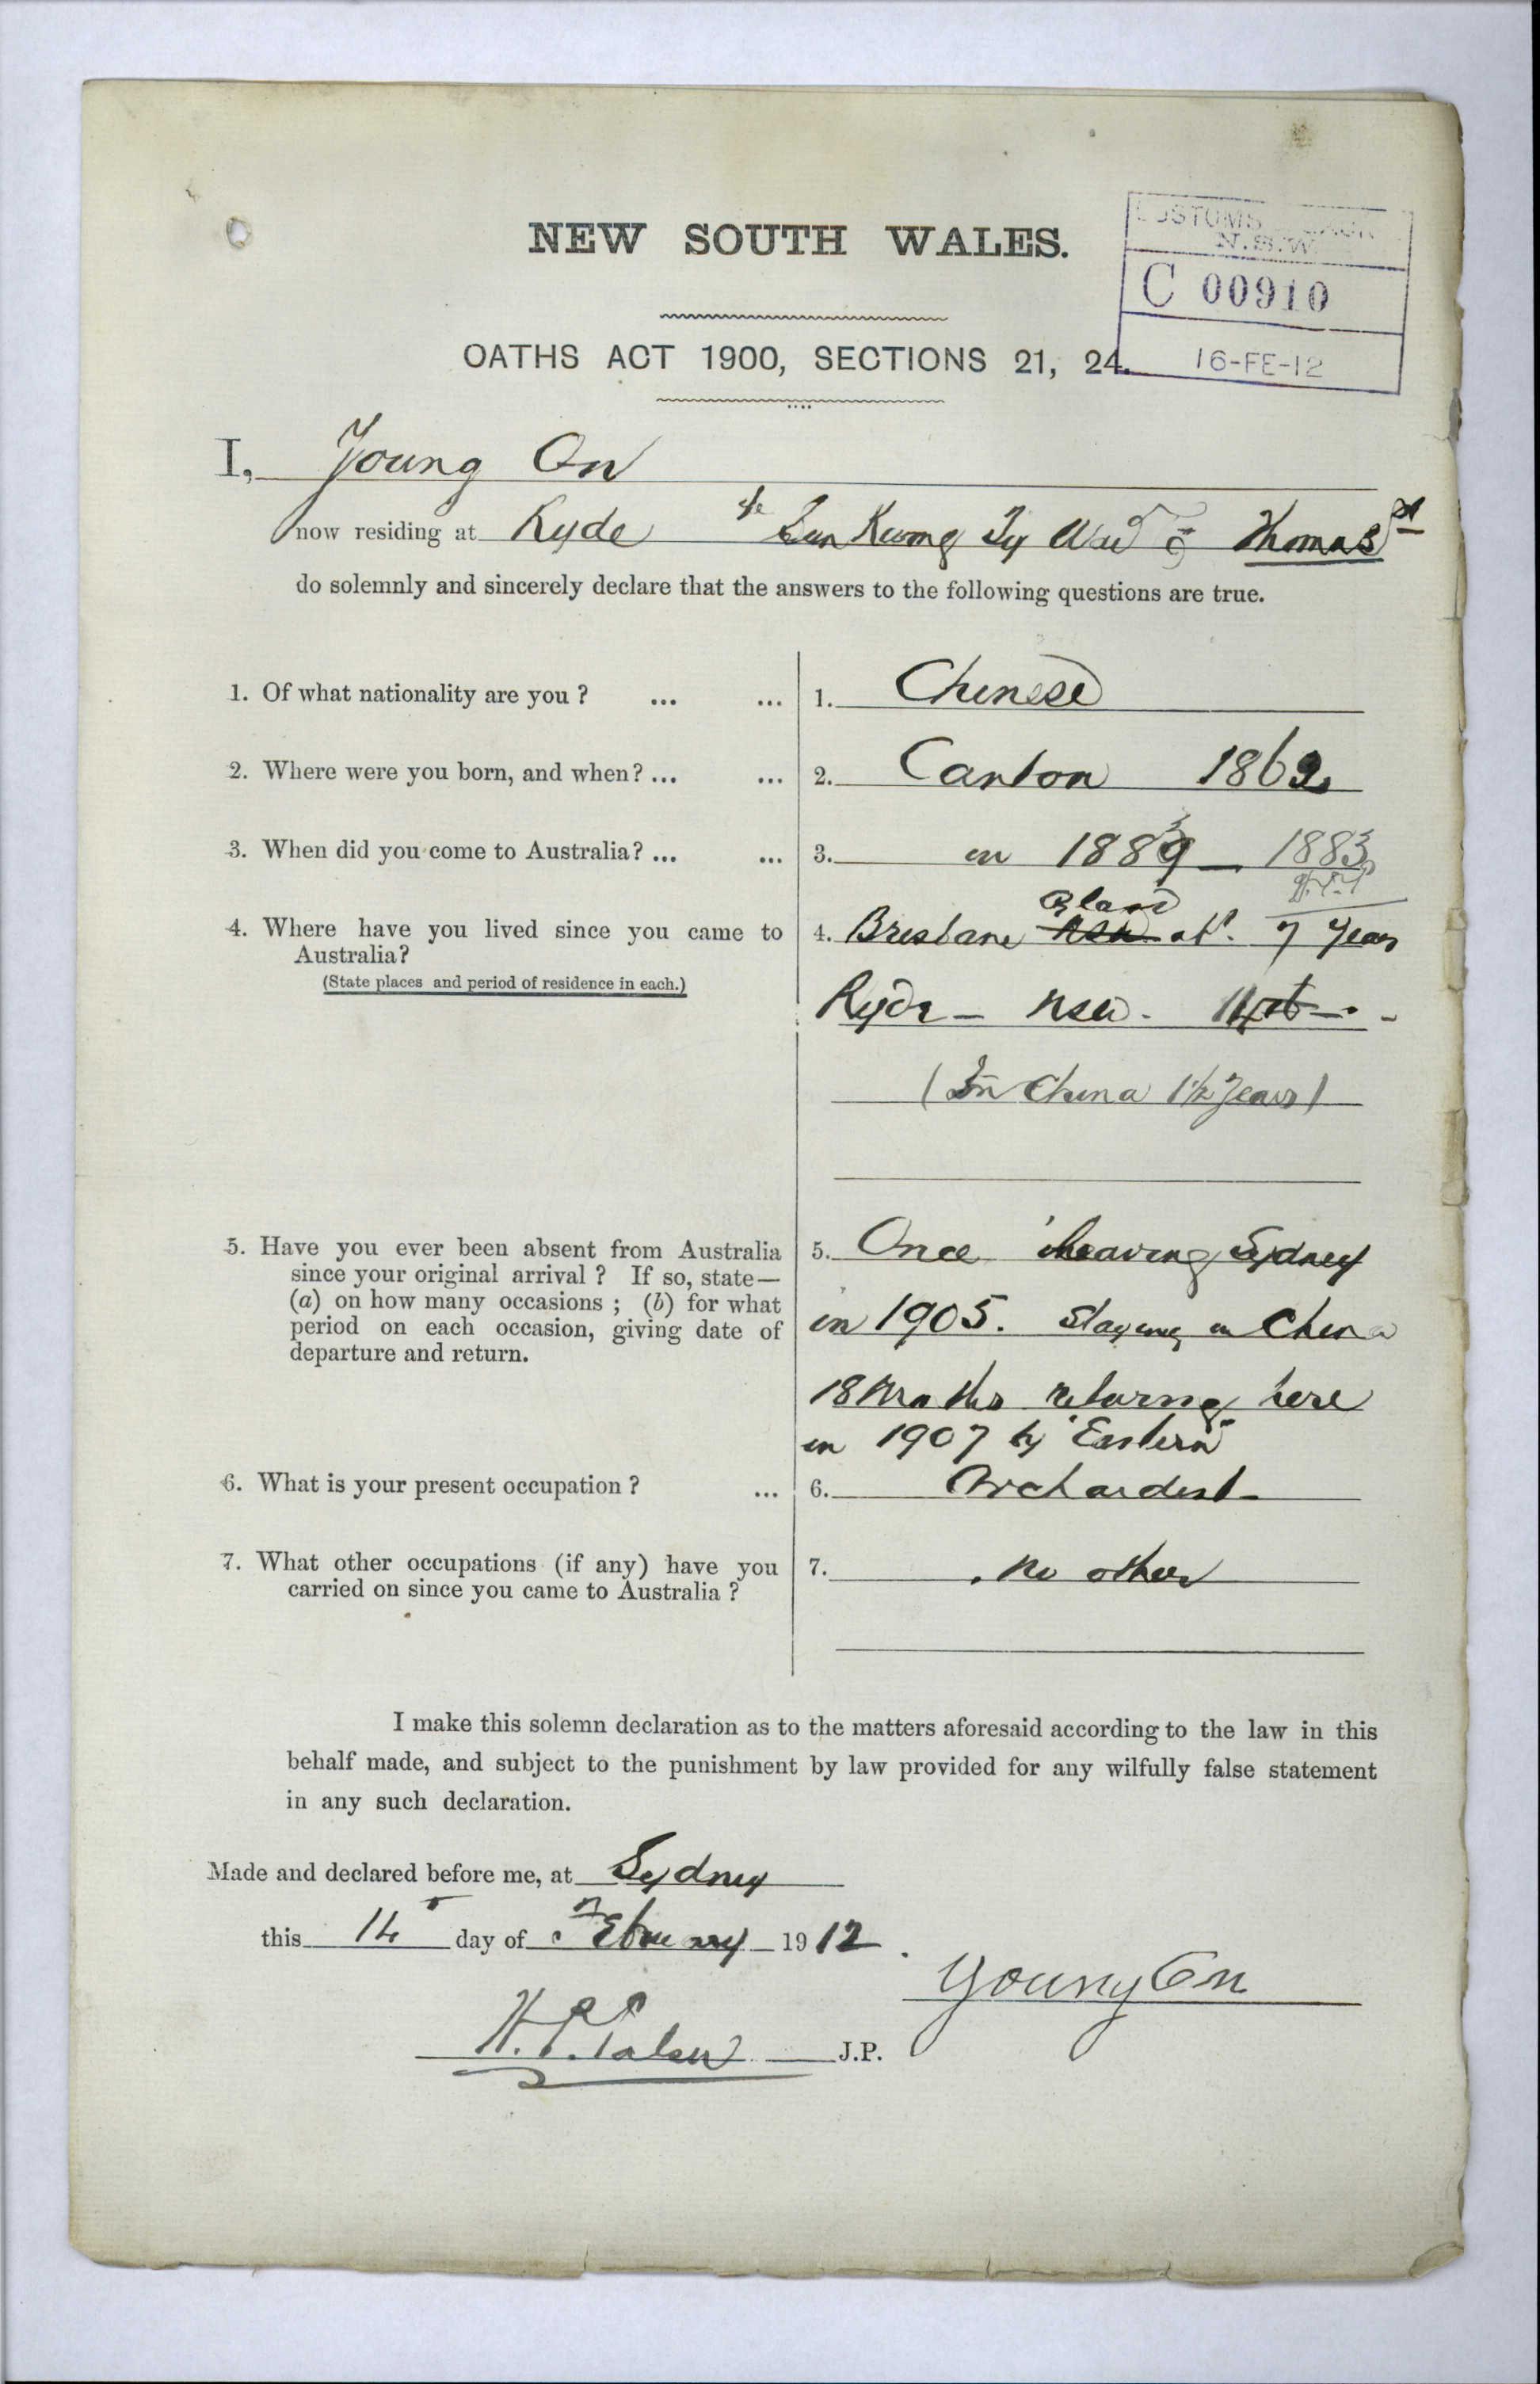 NEW SOUTH WALES.
CUSTOMS
N.S.W.
C 00910
16-FE-12
OATHS ACT 1900, SECTIONS 21, 24.
I, Young On
now residing at Ryde c/o Sun Kwong Thomas St
do solemnly and sincerely declare that the answers to the following questions are true.
1. Of what nationality are you? ... ... 1. Chinese
2. Where were you born, and when? ... ... 2. Canton 1862
3. When did you come to Australia? ... ... 3. in 1889 3 1883
4. Where have you lived since you came to 4. Brisbane Qland NSW abt. 7 years
Australia?
(State places and period of residence in each.)
Ryde - NSW.
(In China 1½ years)
5. Have you ever been absent from Australia 5. Once leaving Sydney
since your original arrival? If so, state—
(a) on how many occasions; (b) for what in 1905. Staying in China
period on each occasion, giving date of
departure and return.
18 months returng here
in 1907 by "Eastern"
6. What is your present occupation? ... 6. Orchardist
7. What other occupations (if any) have you 7. no other
carried on since you came to Australia?
I make this solemn declaration as to the matters aforesaid according to the law in this
behalf made, and subject to the punishment by law provided for any wilfully false statement
in any such declaration.
Made and declared before me, at Sydney
this 14 day of February 1912.
Young On
J.P.